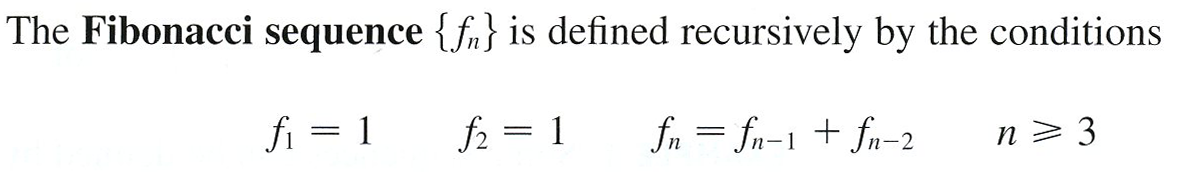 The Fibonacci sequence {fₙ} is defined recursively by the conditions
f₁ = 1 f₂ = 1 fₙ = fₙ₋₁ + fₙ₋₂ n ⩾ 3